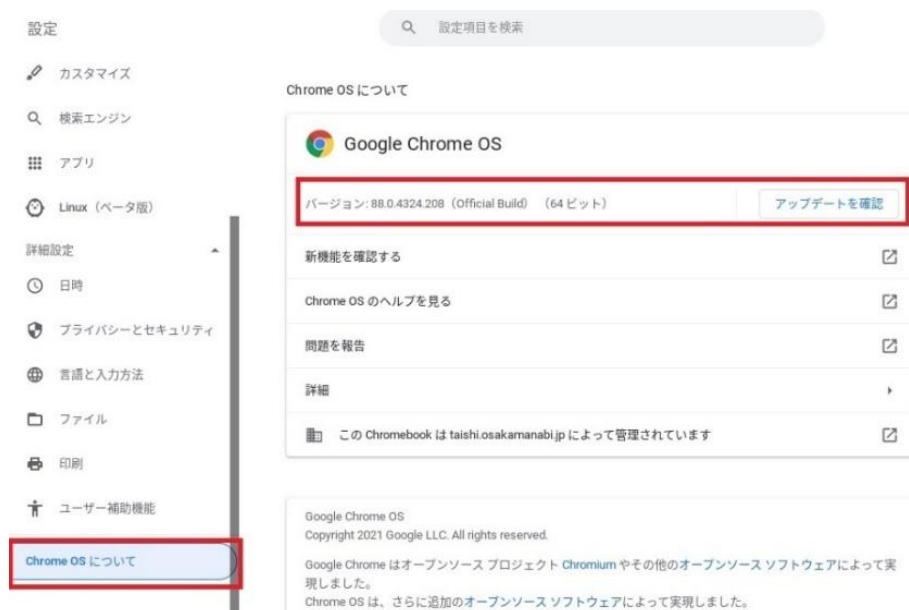 設定
設定項目を検索
カスタマイズ
検索エンジン
アプリ
Linux（ベータ版）
詳細設定
日時
プライバシーとセキュリティ
言語と入力方法
ファイル
印刷
ユーザー補助機能
Chrome OS について
Chrome OS について
Google Chrome OS
バージョン: 88.0.4324.208（Official Build）（64 ビット）
アップデートを確認
新機能を確認する
Chrome OS のヘルプを見る
問題を報告
詳細
この Chromebook は taishi.osakamanabi.jp によって管理されています
Google Chrome OS
Copyright 2021 Google LLC. All rights reserved.
Google Chrome はオープンソース プロジェクト Chromium やその他のオープンソース ソフトウェアによって実
現しました。
Chrome OS は、さらに追加のオープンソース ソフトウェアによって実現しました。